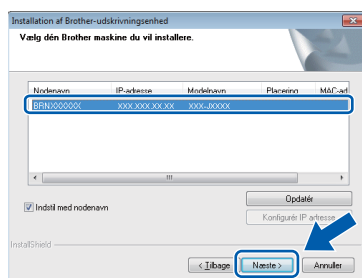 Installation af Brother-udskrivningsenhed
Vælg dén Brother maskine du vil installere.
Nodenavn IP-adresse Modelnavn Placering MAC-ad
BRNXXXXXX XXX.XXX.XX.XX XXX-JXXXX
Opdatér
Indstil med nodenavn
Konfigurér IP adresse
InstallShield
< Tilbage Næste > Annuller